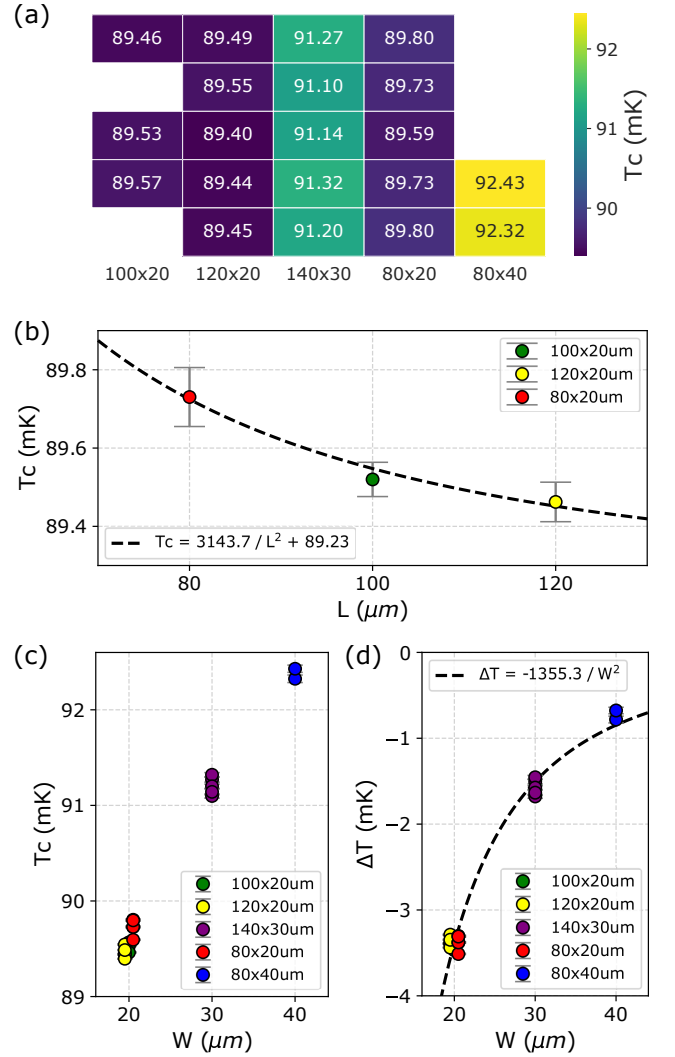 (a)
89.46 89.49 91.27 89.80
89.55 91.10 89.73
89.53 89.40 91.14 89.59
89.57 89.44 91.32 89.73 92.43
89.45 91.20 89.80 92.32
100x20 120x20 140x30 80x20 80x40
92
91
90
Tc (mK)
(b)
89.8
89.6
89.4
Tc (mK)
100x20um
120x20um
80x20um
Tc = 3143.7 / L² + 89.23
80 100 120
L (μm)
(c)
92
91
90
89
Tc (mK)
100x20um
120x20um
140x30um
80x20um
80x40um
20 30 40
W (μm)
(d)
0
−1
−2
−3
−4
ΔT (mK)
ΔT = -1355.3 / W²
100x20um
120x20um
140x30um
80x20um
80x40um
20 30 40
W (μm)